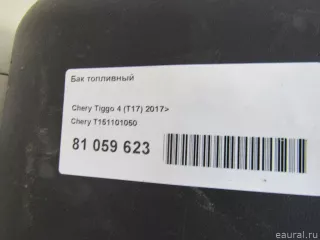 Бак топливный
Chery Tiggo 4 (T17) 2017>
Chery T151101050
81 059 623
eaural.ru